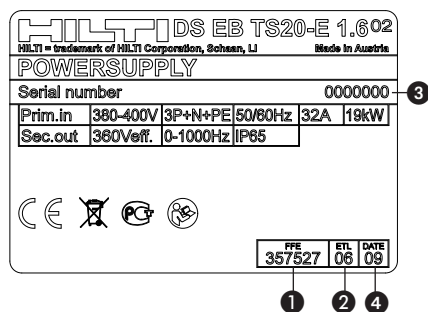 HILTI DS EB TS20-E 1.6 02
HILTI = trademark of HILTI Corporation, Schaan, LI Made in Austria
POWERSUPPLY
Serial number 0000000 3
Prim.in 380-400V 3P+N+PE 50/60Hz 32A 19kW
Sec.out 360Veff. 0-1000Hz IP65
CE PCT
FFE ETL DATE
357527 06 09
1 2 4